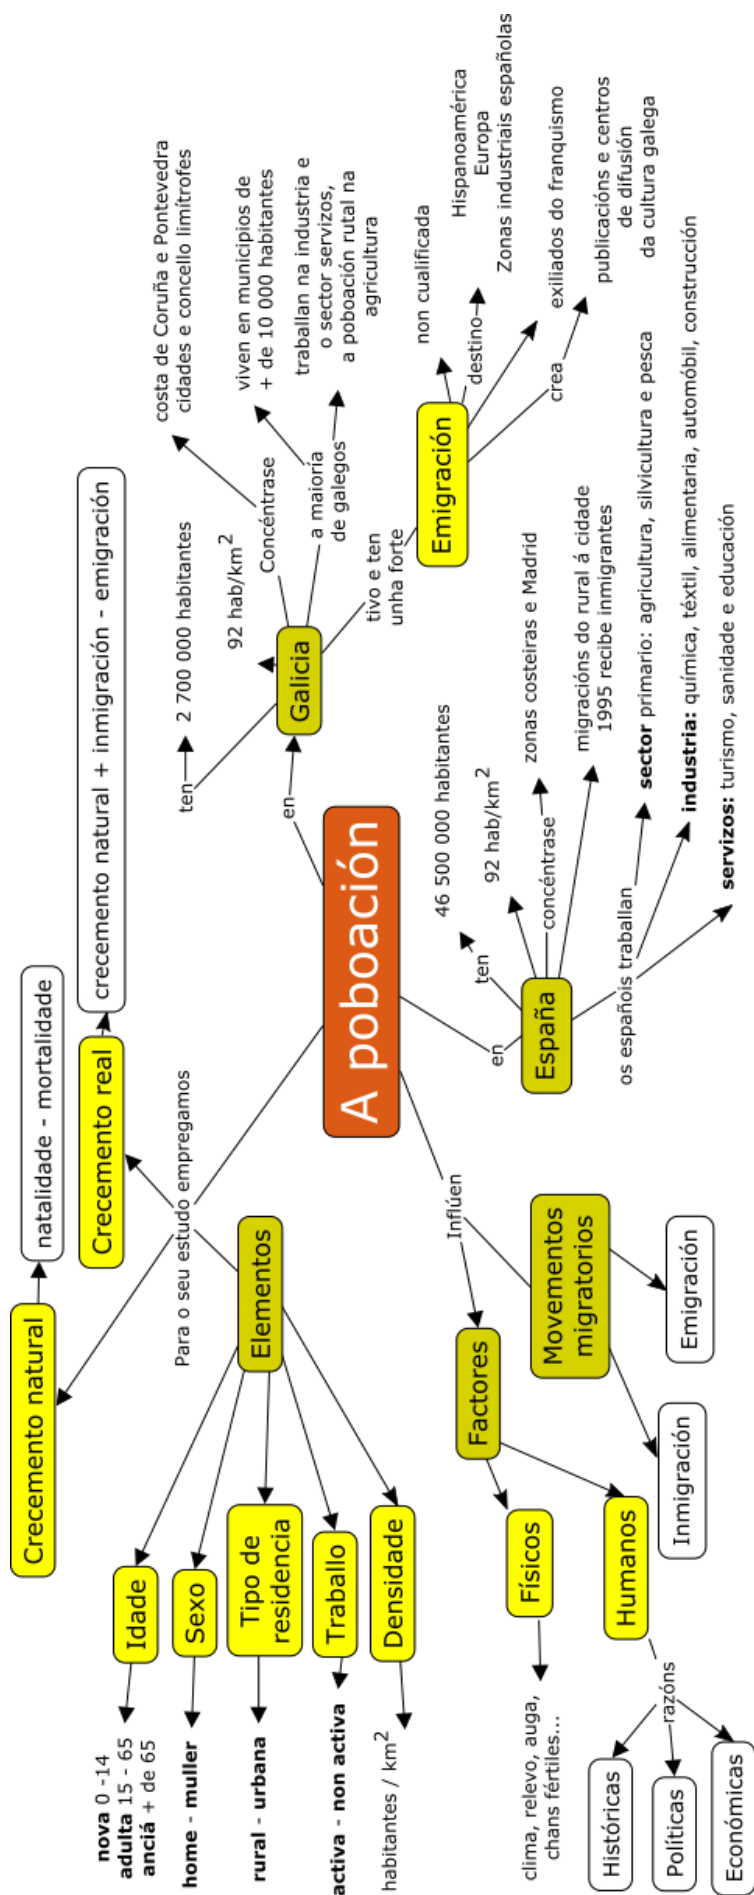 Crecemento natural
natalidade - mortalidade
Crecemento real
crecemento natural + inmigración - emigración
Para o seu estudo empregamos
Elementos
Idade
nova 0 -14
adulta 15 - 65
anciá + de 65
Sexo
home - muller
Tipo de
residencia
rural - urbana
Traballo
activa - non activa
Densidade
habitantes / km²
A poboación
en
Galicia
ten
2 700 000 habitantes
92 hab/km²
Concéntrase
costa de Coruña e Pontevedra
cidades e concello limítrofes
a maioria
de galegos
viven en municipios de
+ de 10 000 habitantes
traballan na industria e
o sector servizos,
a poboación rutal na
agricultura
tivo e ten
unha forte
Emigración
non cualificada
destino
Hispanoamérica
Europa
Zonas industriais españolas
exiliados do franquismo
crea
publicacións e centros
de difusión
da cultura galega
en
España
ten
46 500 000 habitantes
92 hab/km²
concéntrase
zonas costeiras e Madrid
migracións do rural á cidade
1995 recibe inmigrantes
os españois traballan
sector primario: agricultura, silvicultura e pesca
industria: química, téxtil, alimentaria, automóbil, construcción
servizos: turismo, sanidade e educación
Inflúen
Factores
Físicos
clima, relevo, auga,
chans fértiles...
Humanos
razóns
Históricas
Políticas
Económicas
Movementos
migratorios
Inmigración
Emigración